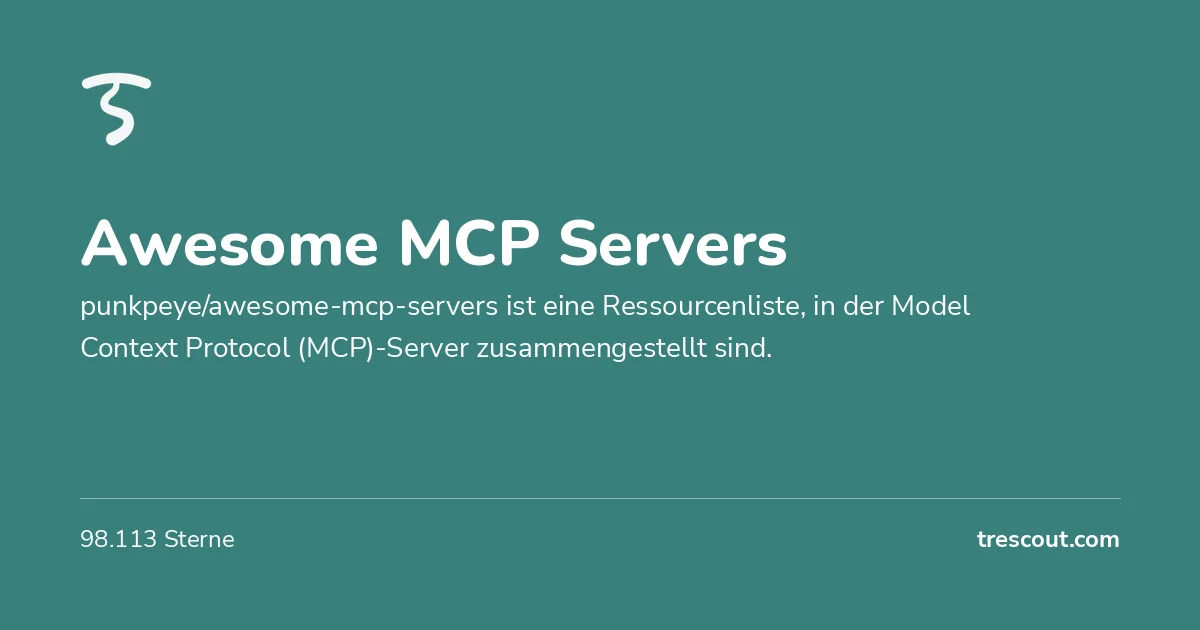 Awesome MCP Servers
punkpeye/awesome-mcp-servers ist eine Ressourcenliste, in der Model
Context Protocol (MCP)-Server zusammengestellt sind.
98.113 Sterne
trescout.com